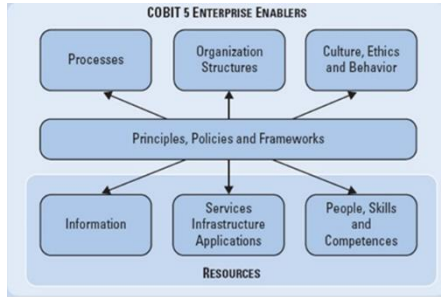 COBIT 5 ENTERPRISE ENABLERS
Processes
Organization
Structures
Culture, Ethics
and Behavior
Principles, Policies and Frameworks
Information
Services
Infrastructure
Applications
People, Skills
and
Competences
RESOURCES